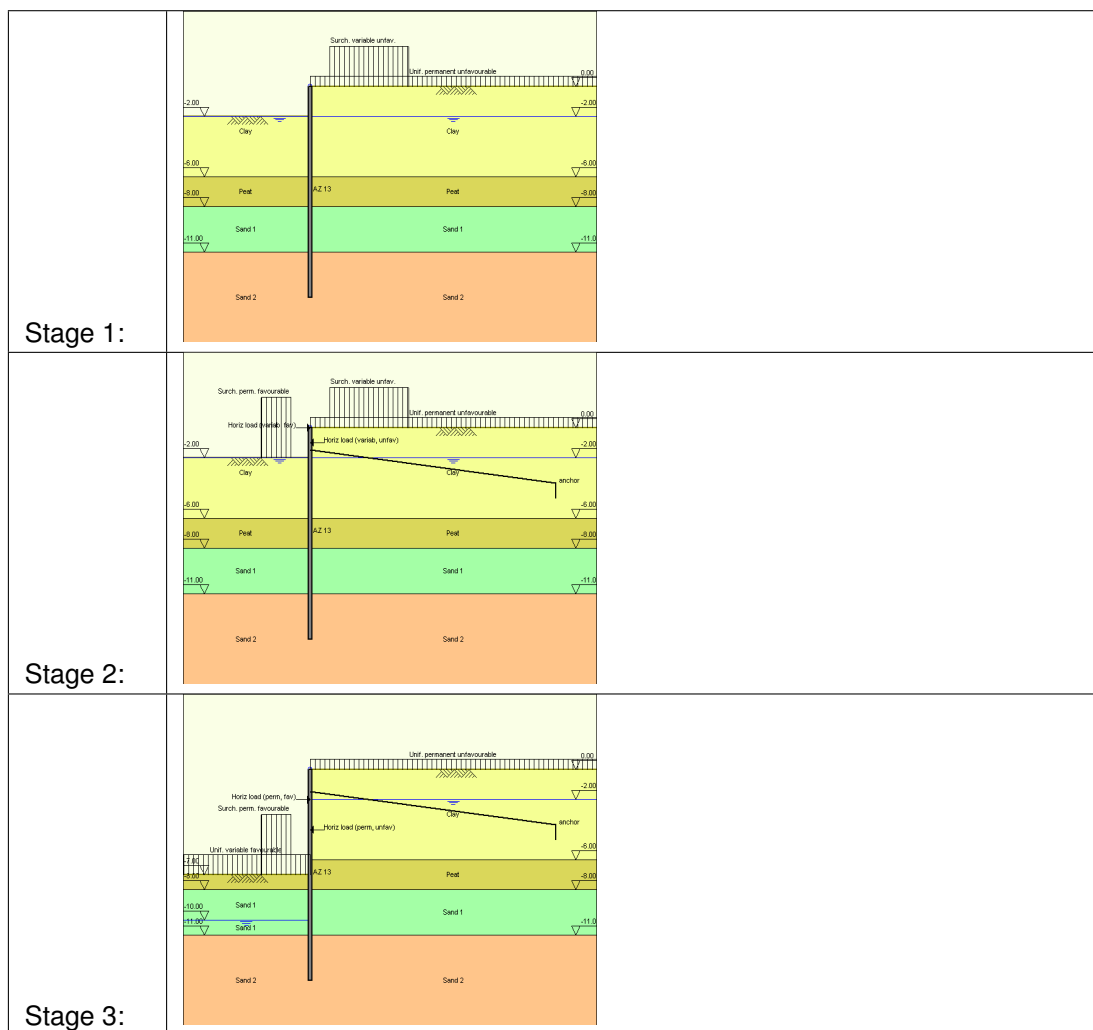 Surch. variable unfav.
Unif. permanent unfavourable
0.00
-2.00
-2.00
Clay
Clay
-6.00
-6.00
Peat
AZ 13
Peat
-8.00
-8.00
Sand 1
Sand 1
-11.00
-11.0
Sand 2
Sand 2
Stage 1:
Surch. variable unfav.
Surch. perm. favourable
Unif. permanent unfavourable
0.00
Horiz load (variab, fav)
Horiz load (variab, unfav)
-2.00
-2.00
Clay
Clay
anchor
-6.00
-6.00
Peat
AZ 13
Peat
-8.00
-8.00
Sand 1
Sand 1
-11.00
-11.0
Sand 2
Sand 2
Stage 2:
Unif. permanent unfavourable
0.00
-2.00
Horiz load (perm, fav)
Surch. perm. favourable
Clay
anchor
Horiz load (perm, unfav)
Unif. variable favourable
-6.00
-7.00
AZ 13
Peat
-8.00
-8.00
Sand 1
Sand 1
-10.00
-11.00
-11.0
Sand 1
Sand 2
Sand 2
Stage 3: